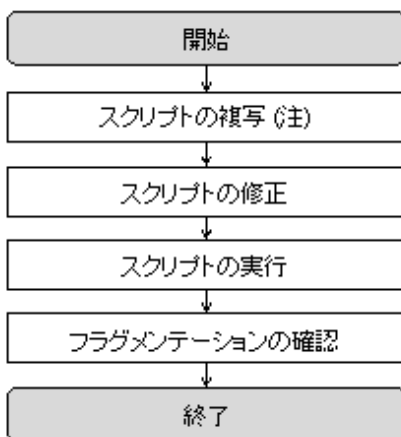 開始
スクリプトの複写(注)
スクリプトの修正
スクリプトの実行
フラグメンテーションの確認
終了